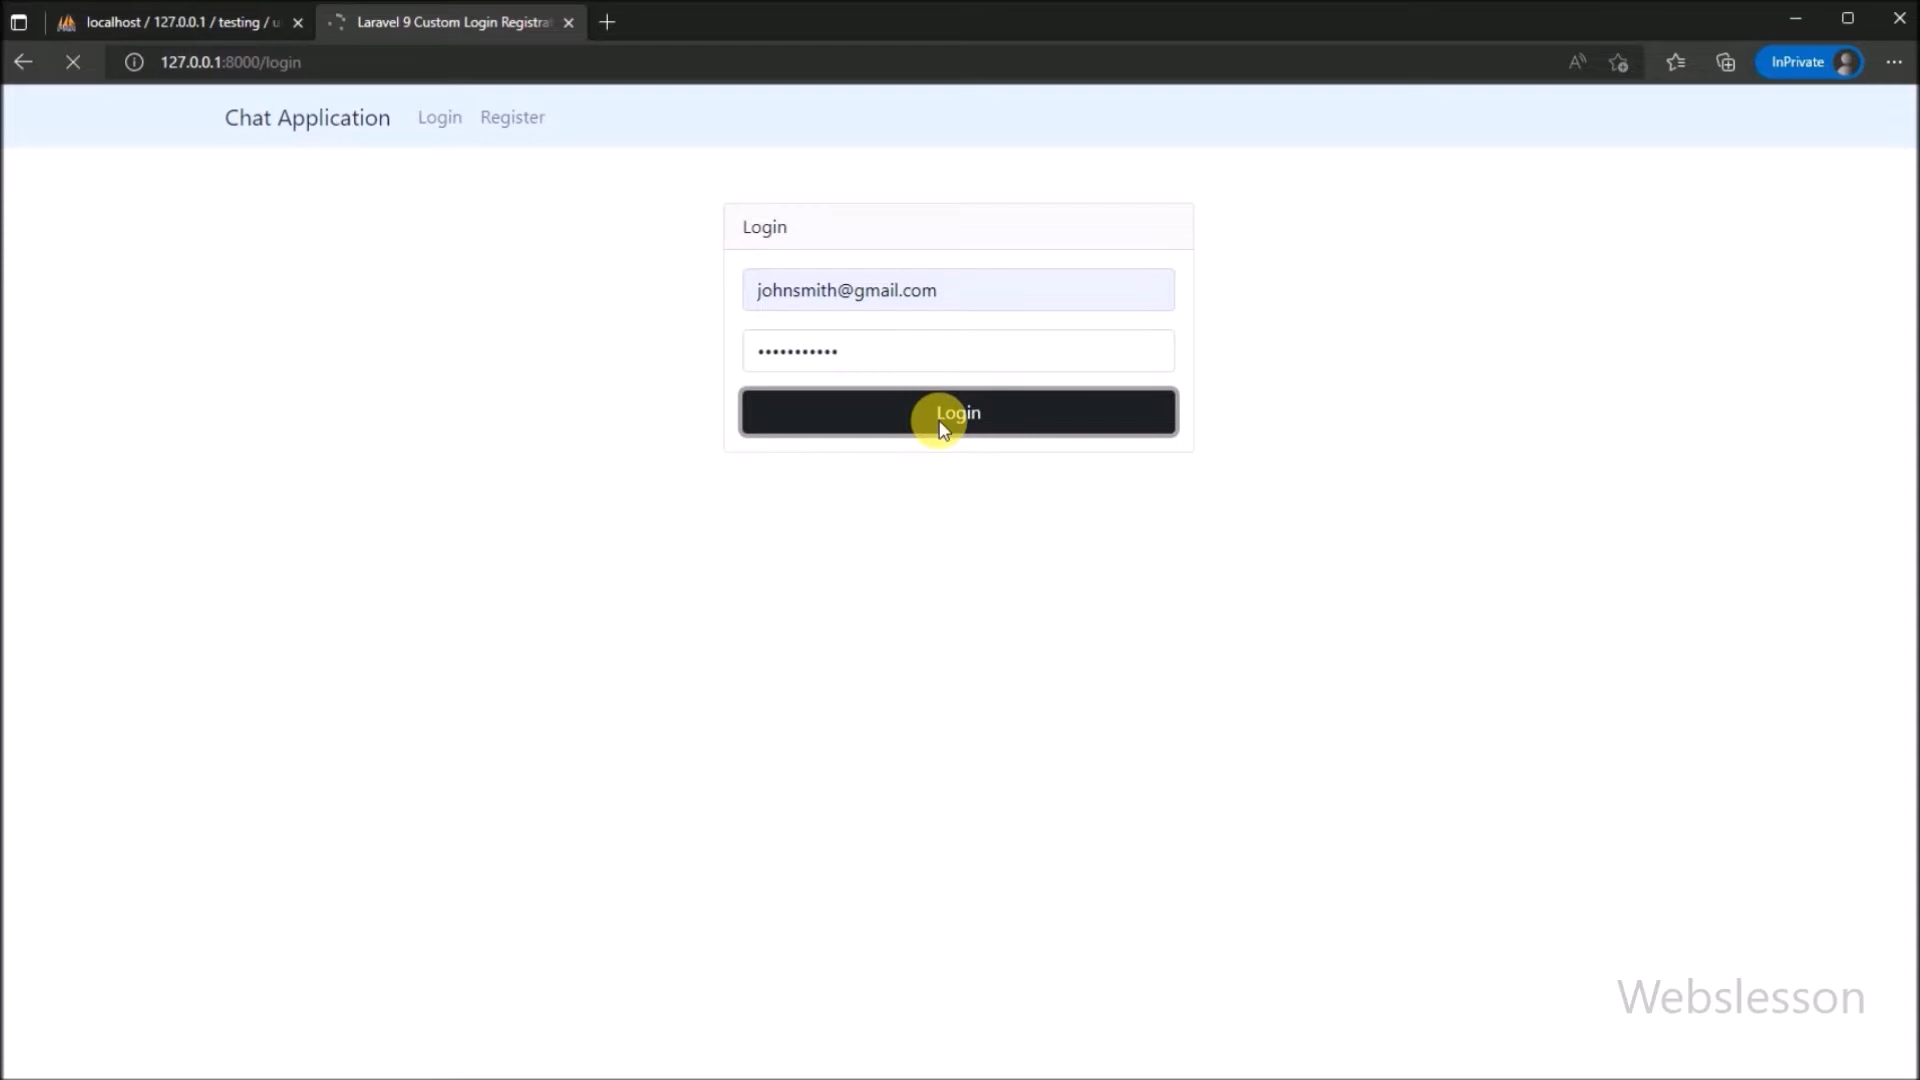 localhost / 127.0.0.1 / testing / u
Laravel 9 Custom Login Registra
127.0.0.1:8000/login
InPrivate
Chat Application
Login
Register
Login
johnsmith@gmail.com
•••••••••••
Login
Webslesson